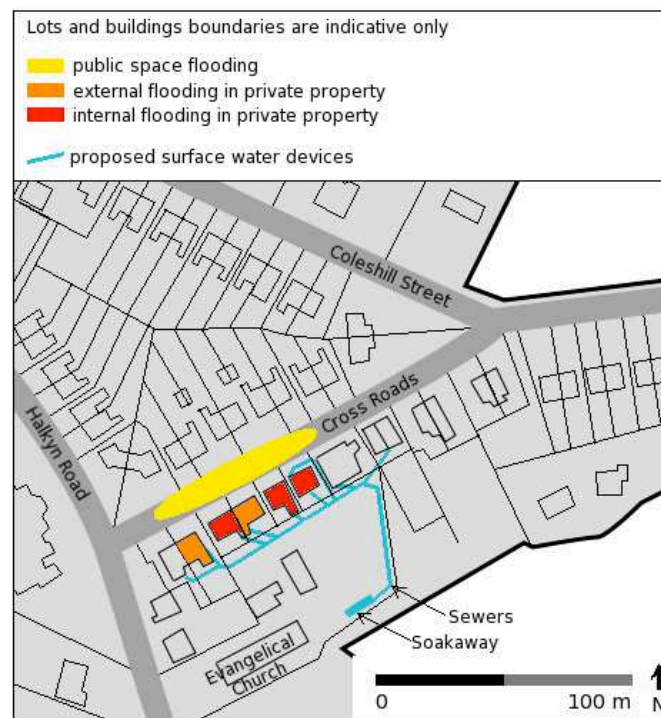 Lots and buildings boundaries are indicative only
public space flooding
external flooding in private property
internal flooding in private property
proposed surface water devices
Coleshill Street
Cross Roads
Halkyn Road
Sewers
Soakaway
Evangelical
Church
0 100 m
N